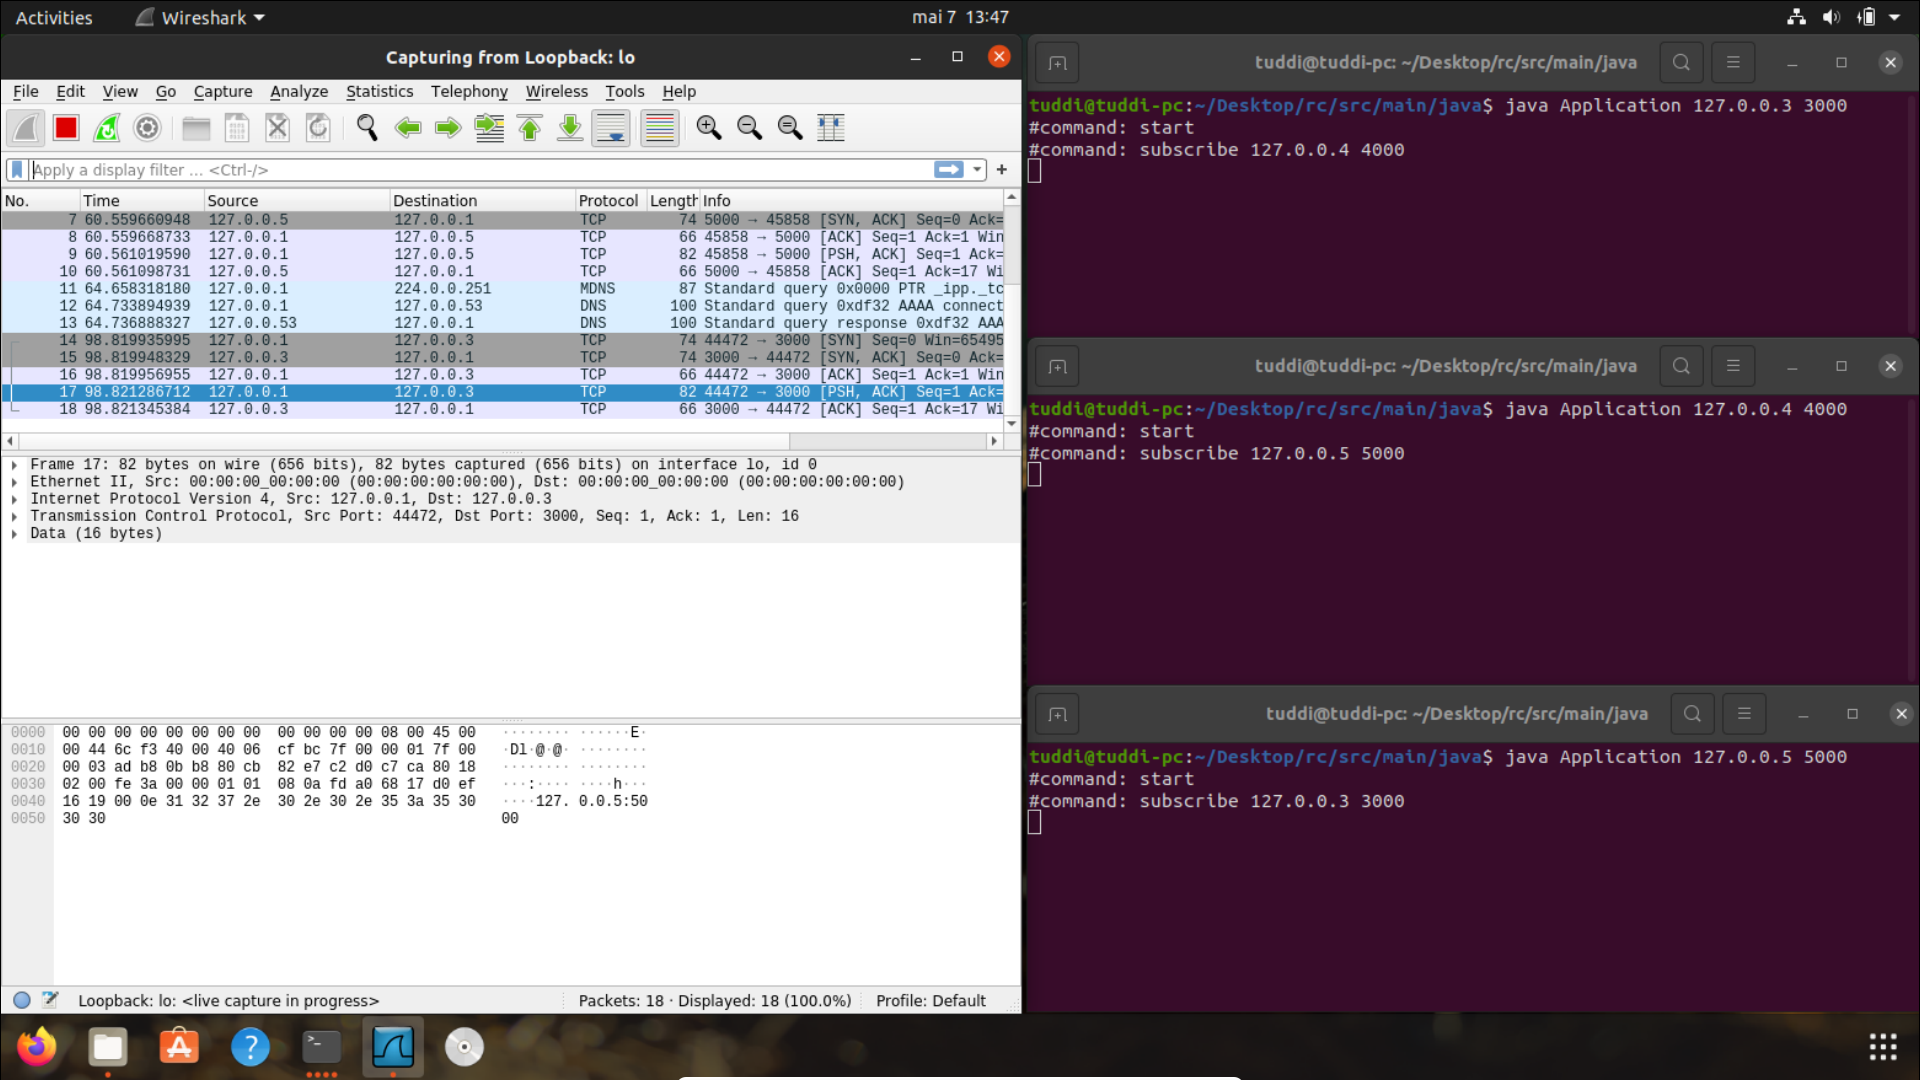 Activities
Wireshark
mai 7 13:47
Capturing from Loopback: lo
File Edit View Go Capture Analyze Statistics Telephony Wireless Tools Help
Apply a display filter ... <Ctrl-/>
No. Time Source Destination Protocol Length Info
7 60.559660948 127.0.0.5 127.0.0.1 TCP 74 5000 → 45858 [SYN, ACK] Seq=0 Ack=
8 60.559668733 127.0.0.1 127.0.0.5 TCP 66 45858 → 5000 [ACK] Seq=1 Ack=1 Win
9 60.561019590 127.0.0.1 127.0.0.5 TCP 82 45858 → 5000 [PSH, ACK] Seq=1 Ack=
10 60.561098731 127.0.0.5 127.0.0.1 TCP 66 5000 → 45858 [ACK] Seq=1 Ack=17 Wi
11 64.658318180 127.0.0.1 224.0.0.251 MDNS 87 Standard query 0x0000 PTR _ipp._tc
12 64.733894939 127.0.0.1 127.0.0.53 DNS 100 Standard query 0xdf32 AAAA connect
13 64.736888327 127.0.0.53 127.0.0.1 DNS 100 Standard query response 0xdf32 AAA
14 98.819935995 127.0.0.1 127.0.0.3 TCP 74 44472 → 3000 [SYN] Seq=0 Win=65495
15 98.819948329 127.0.0.3 127.0.0.1 TCP 74 3000 → 44472 [SYN, ACK] Seq=0 Ack=
16 98.819956955 127.0.0.1 127.0.0.3 TCP 66 44472 → 3000 [ACK] Seq=1 Ack=1 Win
17 98.821286712 127.0.0.1 127.0.0.3 TCP 82 44472 → 3000 [PSH, ACK] Seq=1 Ack=
18 98.821345384 127.0.0.3 127.0.0.1 TCP 66 3000 → 44472 [ACK] Seq=1 Ack=17 Wi
Frame 17: 82 bytes on wire (656 bits), 82 bytes captured (656 bits) on interface lo, id 0
Ethernet II, Src: 00:00:00_00:00:00 (00:00:00:00:00:00), Dst: 00:00:00_00:00:00 (00:00:00:00:00:00)
Internet Protocol Version 4, Src: 127.0.0.1, Dst: 127.0.0.3
Transmission Control Protocol, Src Port: 44472, Dst Port: 3000, Seq: 1, Ack: 1, Len: 16
Data (16 bytes)
0000 00 00 00 00 00 00 00 00 00 00 00 00 08 00 45 00 ········ ······E·
0010 00 44 6c f3 40 00 40 06 cf bc 7f 00 00 01 7f 00 ·Dl·@·@· ········
0020 00 03 ad b8 0b b8 80 cb 82 e7 c2 d0 c7 ca 80 18 ········ ········
0030 02 00 fe 3a 00 00 01 01 08 0a fd a0 68 17 d0 ef ···:···· ····h···
0040 16 19 00 0e 31 32 37 2e 30 2e 30 2e 35 3a 35 30 ····127. 0.0.5:50
0050 30 30 00
Loopback: lo: <live capture in progress> Packets: 18 · Displayed: 18 (100.0%) Profile: Default
tuddi@tuddi-pc: ~/Desktop/rc/src/main/java
tuddi@tuddi-pc:~/Desktop/rc/src/main/java$ java Application 127.0.0.3 3000
#command: start
#command: subscribe 127.0.0.4 4000
tuddi@tuddi-pc: ~/Desktop/rc/src/main/java
tuddi@tuddi-pc:~/Desktop/rc/src/main/java$ java Application 127.0.0.4 4000
#command: start
#command: subscribe 127.0.0.5 5000
tuddi@tuddi-pc: ~/Desktop/rc/src/main/java
tuddi@tuddi-pc:~/Desktop/rc/src/main/java$ java Application 127.0.0.5 5000
#command: start
#command: subscribe 127.0.0.3 3000